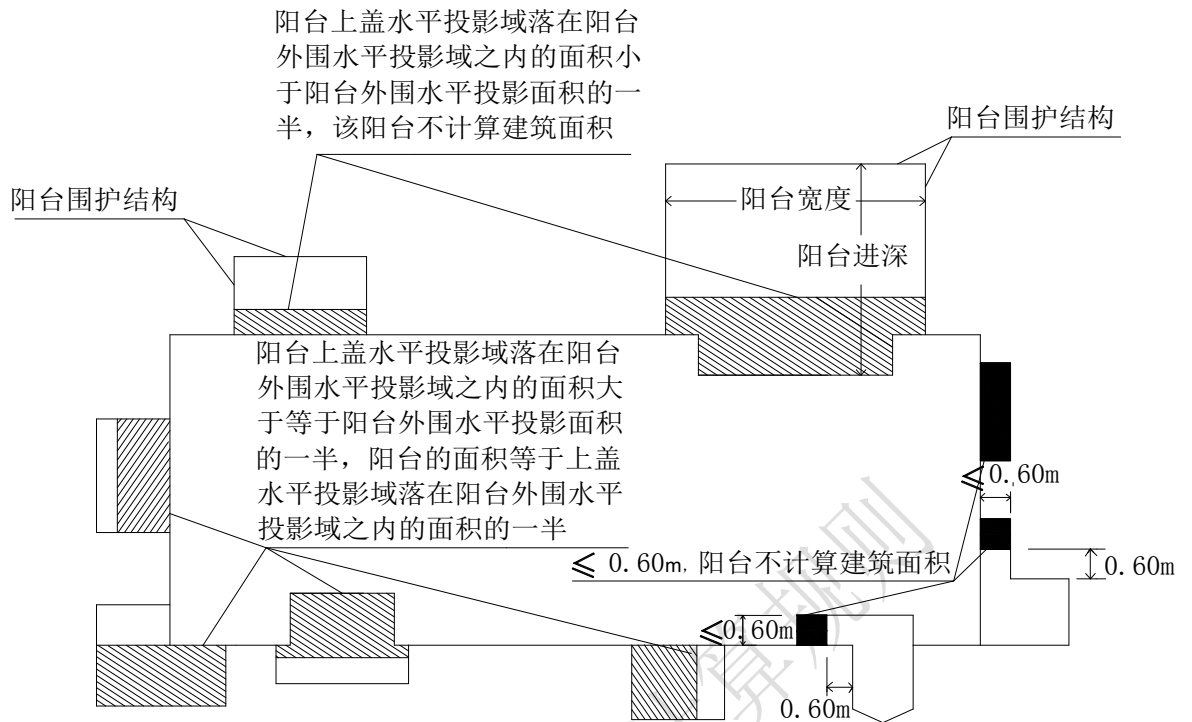 阳台上盖水平投影域落在阳台
外围水平投影域之内的面积小
于阳台外围水平投影面积的一
半，该阳台不计算建筑面积
阳台围护结构
阳台围护结构
阳台宽度
阳台进深
阳台上盖水平投影域落在阳台
外围水平投影域之内的面积大
于等于阳台外围水平投影面积
的一半，阳台的面积等于上盖
水平投影域落在阳台外围水平
投影域之内的面积的一半
≤0.60m
≤ 0.60m，阳台不计算建筑面积
0.60m
≤0.60m
0.60m
算规则